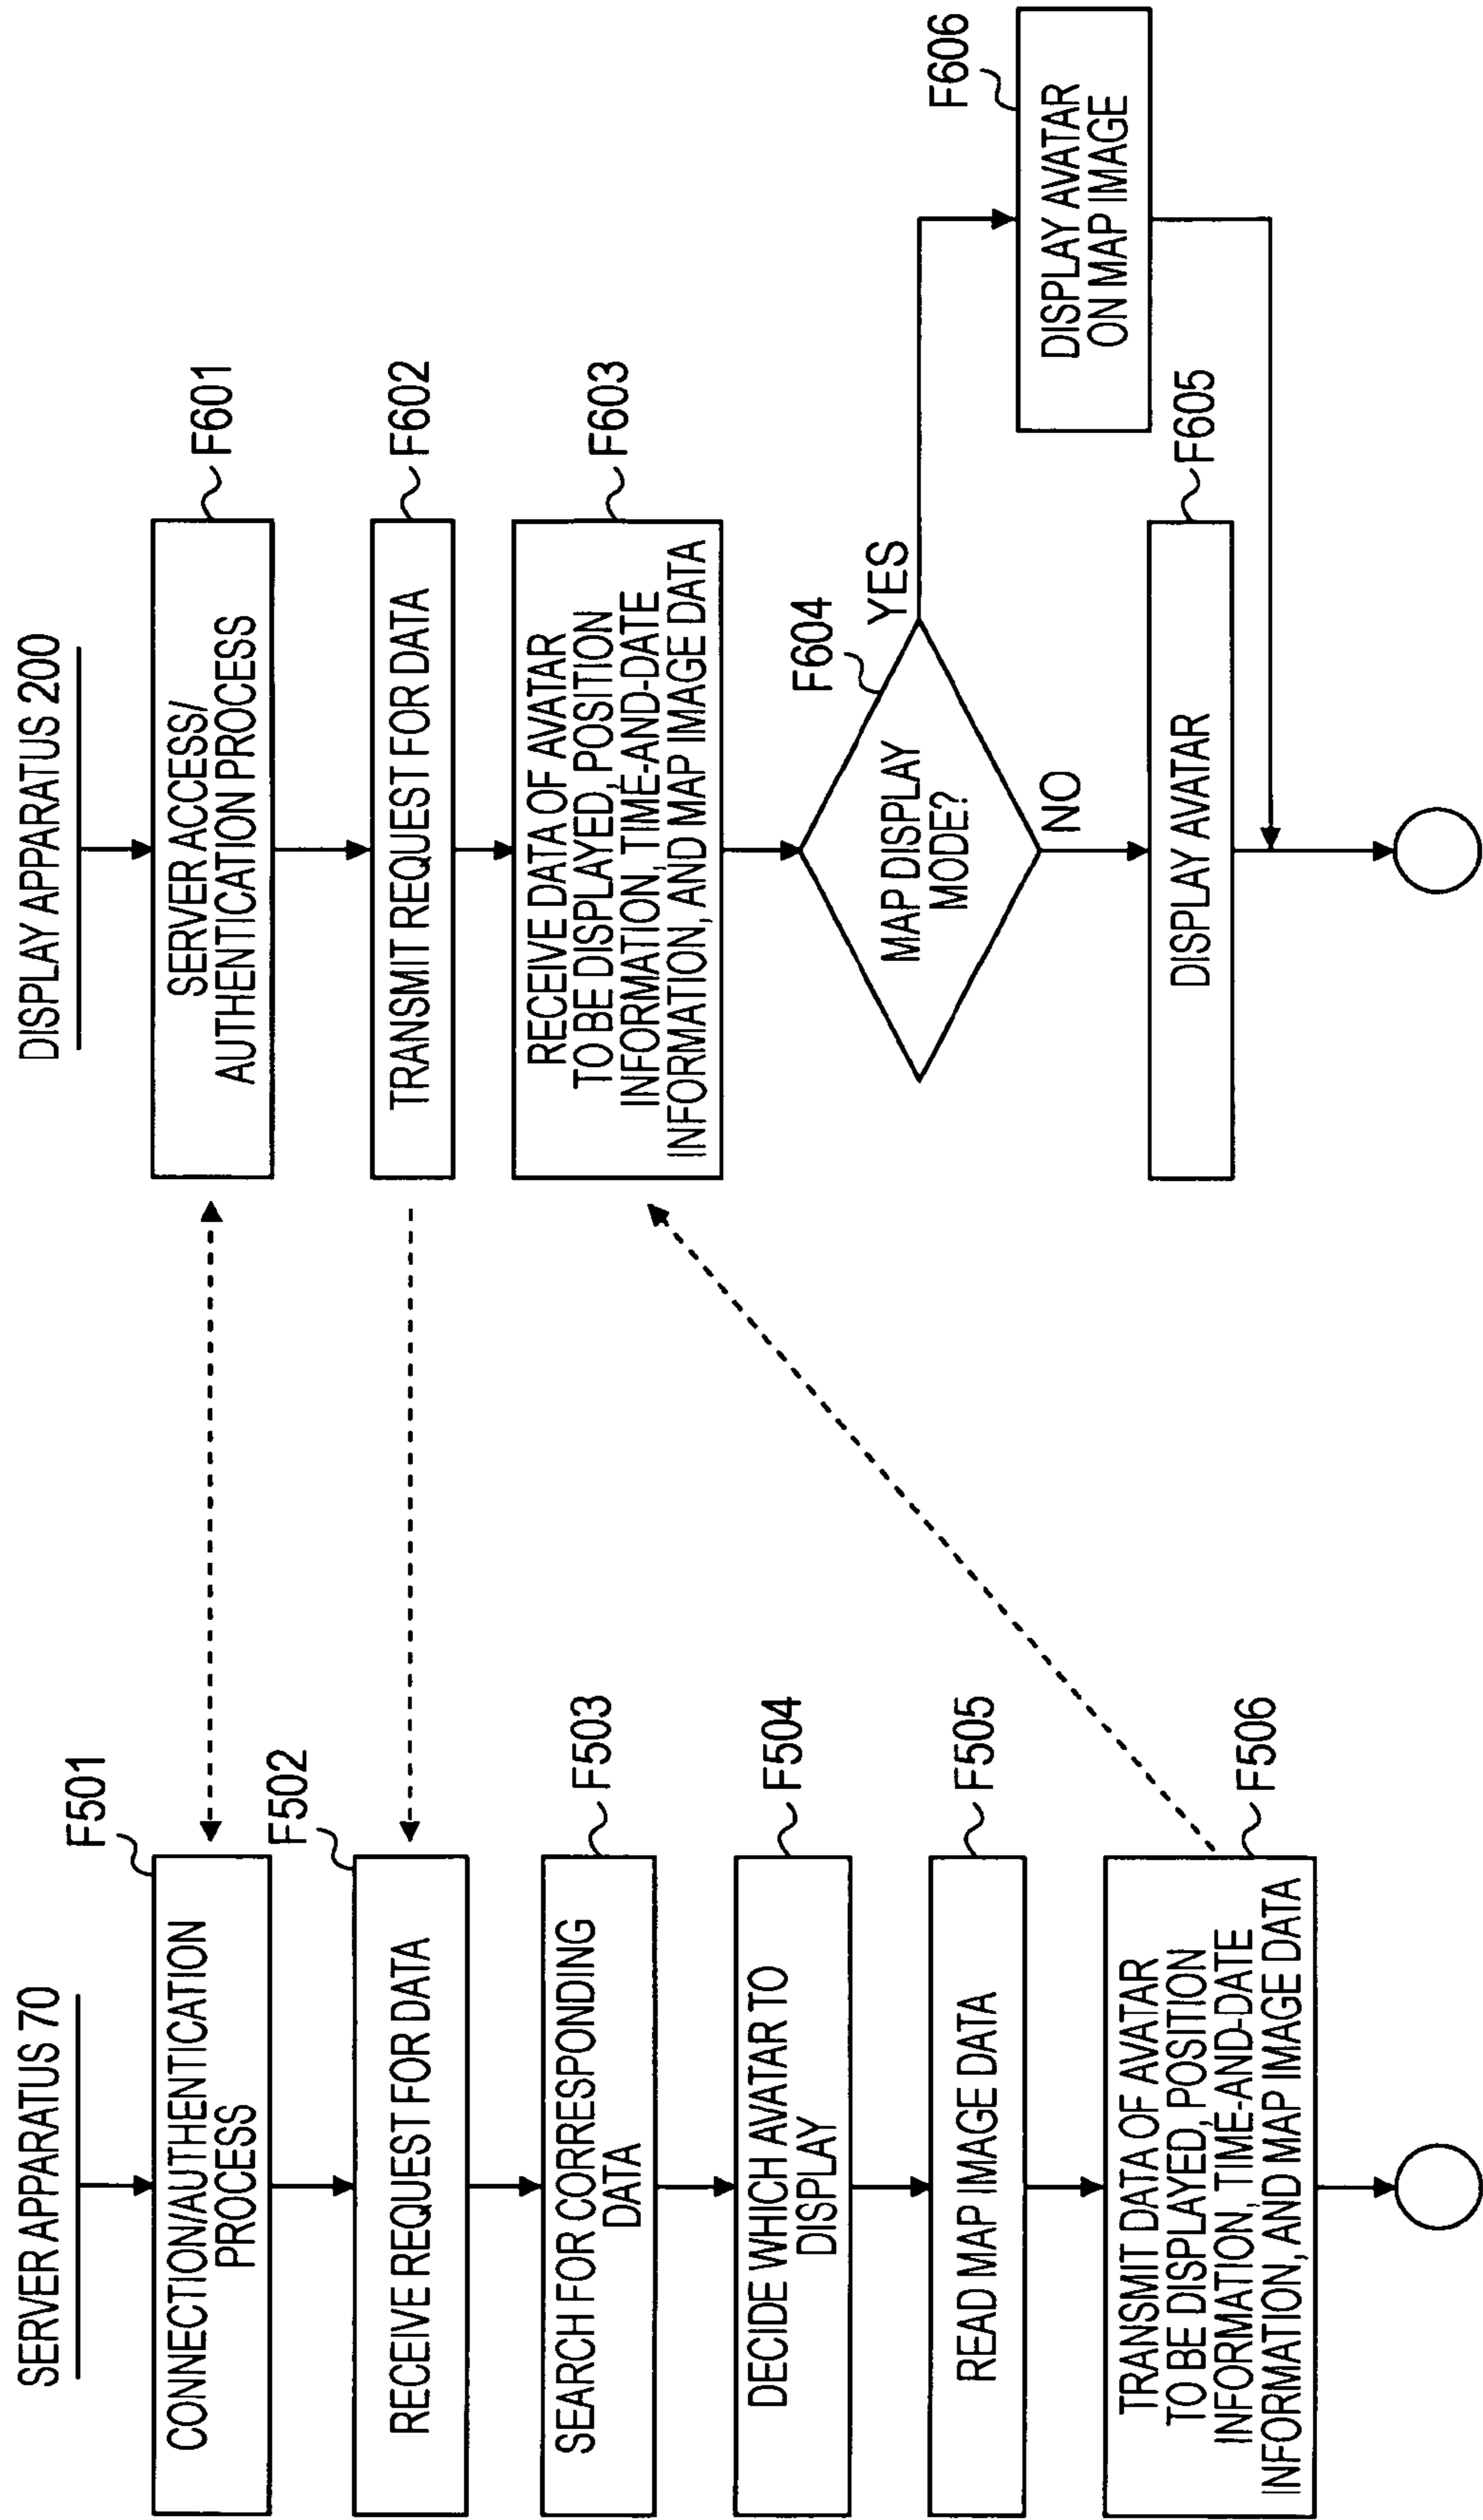 SERVER APPARATUS 70
F501
CONNECTION/AUTHENTICATION
PROCESS
F502
RECEIVE REQUEST FOR DATA
F503
SEARCH FOR CORRESPONDING
DATA
F504
DECIDE WHICH AVATAR TO
DISPLAY
F505
READ MAP IMAGE DATA
F506
TRANSMIT DATA OF AVATAR
TO BE DISPLAYED, POSITION
INFORMATION, TIME-AND-DATE
INFORMATION, AND MAP IMAGE DATA
DISPLAY APPARATUS 200
F601
SERVER ACCESS/
AUTHENTICATION PROCESS
F602
TRANSMIT REQUEST FOR DATA
F603
RECEIVE DATA OF AVATAR
TO BE DISPLAYED, POSITION
INFORMATION, TIME-AND-DATE
INFORMATION, AND MAP IMAGE DATA
F604
MAP DISPLAY
MODE?
YES
NO
F605
DISPLAY AVATAR
F606
DISPLAY AVATAR
ON MAP IMAGE